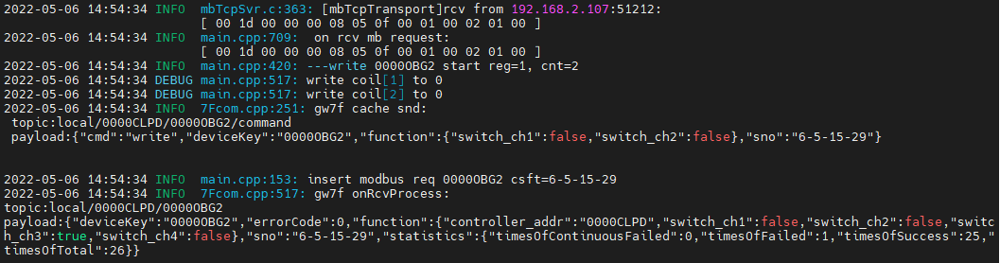 2022-05-06 14:54:34 INFO  mbTcpSvr.c:363: [mbTcpTransport]rcv from 192.168.2.107:51212:
[ 00 1d 00 00 00 08 05 0f 00 01 00 02 01 00 ]
2022-05-06 14:54:34 INFO  main.cpp:709:  on rcv mb request:
[ 00 1d 00 00 00 08 05 0f 00 01 00 02 01 00 ]
2022-05-06 14:54:34 INFO  main.cpp:420: ---write 0000OBG2 start reg=1, cnt=2
2022-05-06 14:54:34 DEBUG main.cpp:517: write coil[1] to 0
2022-05-06 14:54:34 DEBUG main.cpp:517: write coil[2] to 0
2022-05-06 14:54:34 INFO  7Fcom.cpp:251: gw7f cache snd:
topic:local/0000CLPD/0000OBG2/command
payload:{"cmd":"write","deviceKey":"0000OBG2","function":{"switch_ch1":false,"switch_ch2":false},"sno":"6-5-15-29"}
2022-05-06 14:54:34 INFO  main.cpp:153: insert modbus req 0000OBG2 csft=6-5-15-29
2022-05-06 14:54:34 INFO  7Fcom.cpp:517: gw7f onRcvProcess:
topic:local/0000CLPD/0000OBG2
payload:{"deviceKey":"0000OBG2","errorCode":0,"function":{"controller_addr":"0000CLPD","switch_ch1":false,"switch_ch2":false,"switc
h_ch3":true,"switch_ch4":false},"sno":"6-5-15-29","statistics":{"timesOfContinuousFailed":0,"timesOfFailed":1,"timesOfSuccess":25,"
timesOfTotal":26}}